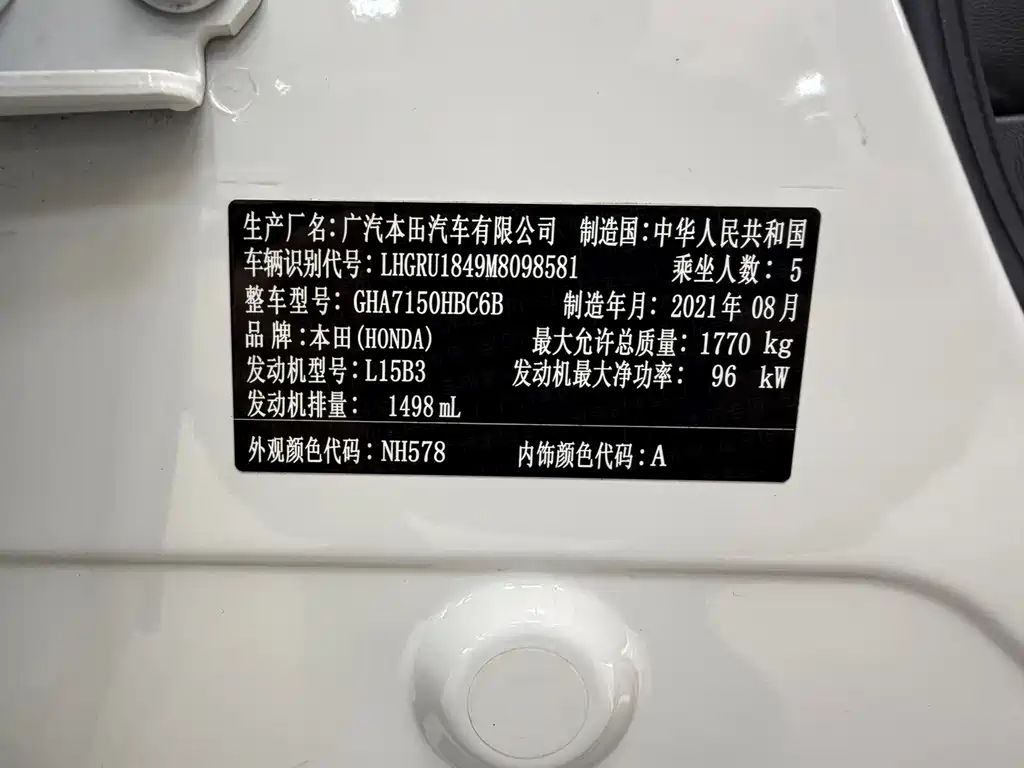 生产厂名:广汽本田汽车有限公司 制造国:中华人民共和国
车辆识别代号:LHGRU1849M8098581 乘坐人数: 5
整车型号: GHA7150HBC6B 制造年月: 2021年 08月
品 牌:本田(HONDA) 最大允许总质量: 1770 kg
发动机型号:L15B3 发动机最大净功率: 96 kW
发动机排量: 1498mL
外观颜色代码:NH578 内饰颜色代码:A